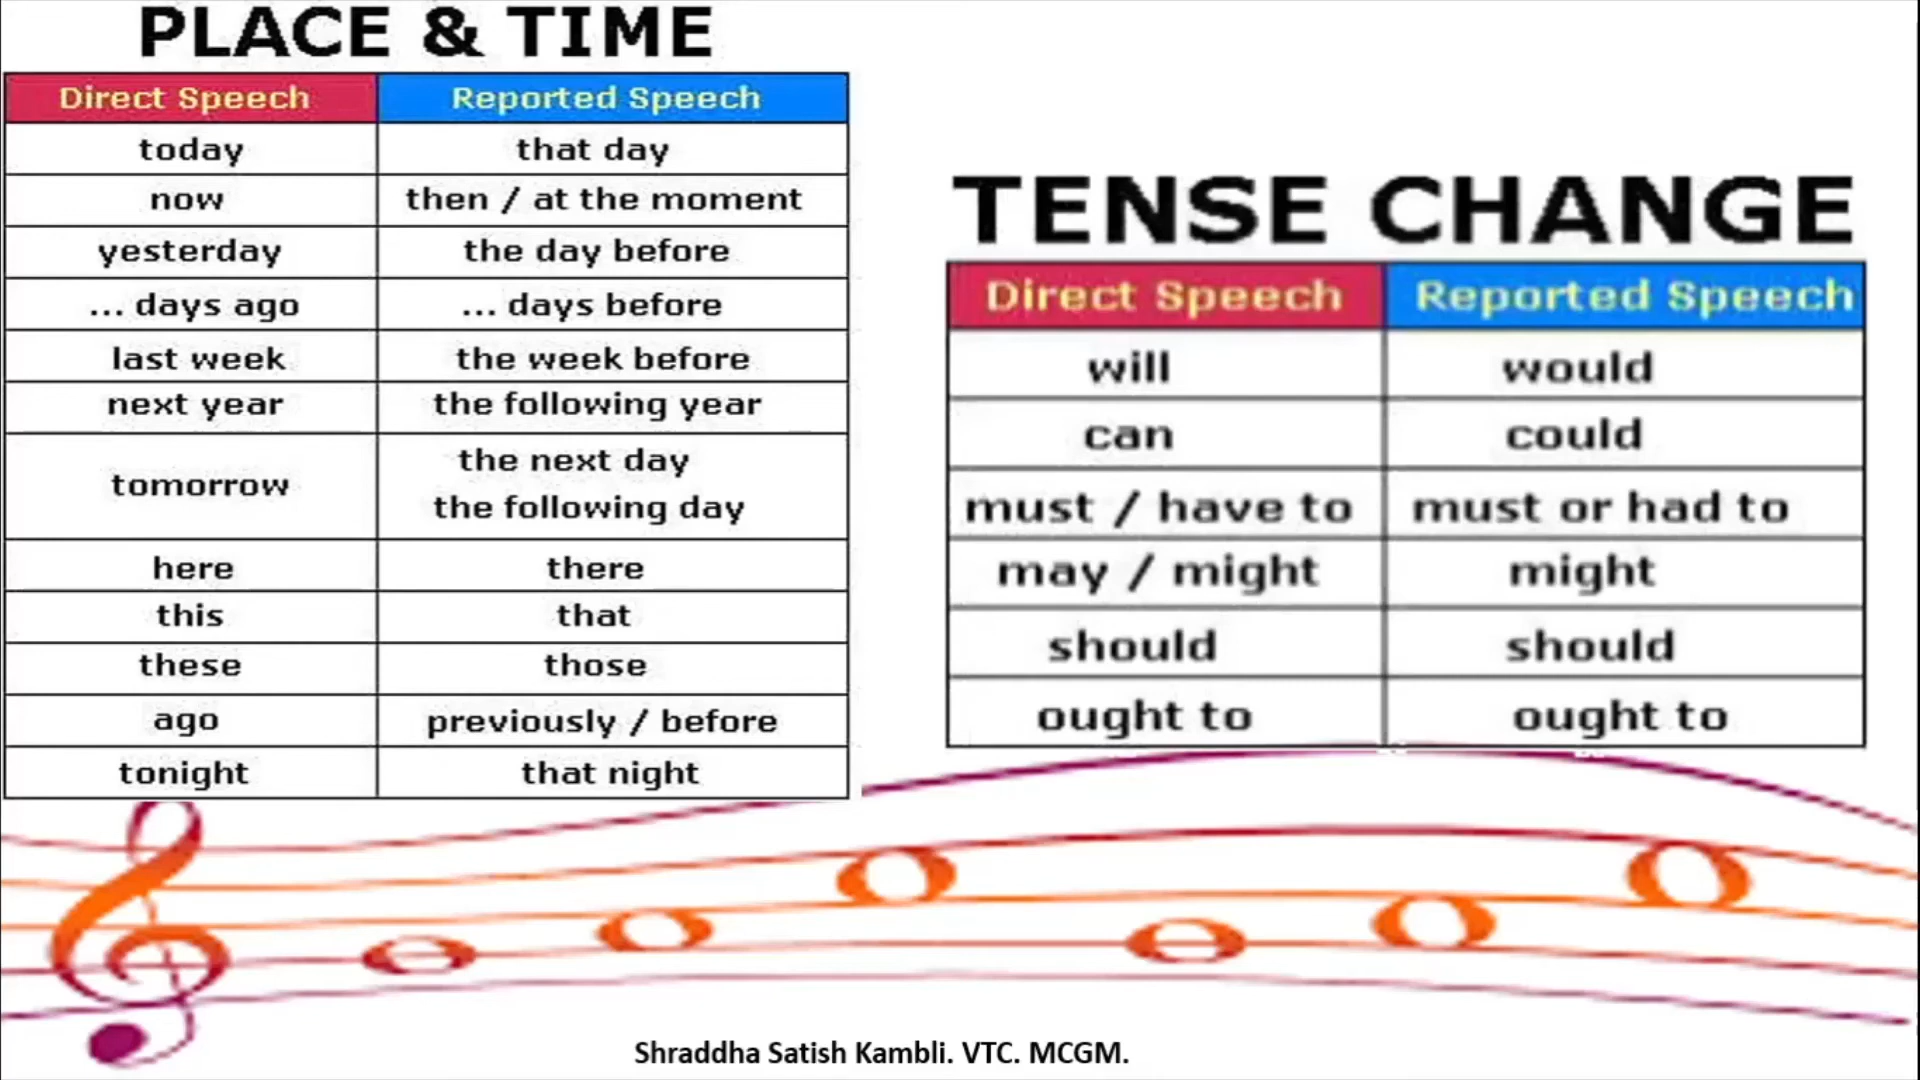 PLACE & TIME
Direct Speech Reported Speech
today that day
now then / at the moment
yesterday the day before
... days ago ... days before
last week the week before
next year the following year
tomorrow the next day
the following day
here there
this that
these those
ago previously / before
tonight that night
TENSE CHANGE
Direct Speech Reported Speech
will would
can could
must / have to must or had to
may / might might
should should
ought to ought to
Shraddha Satish Kambli. VTC. MCGM.